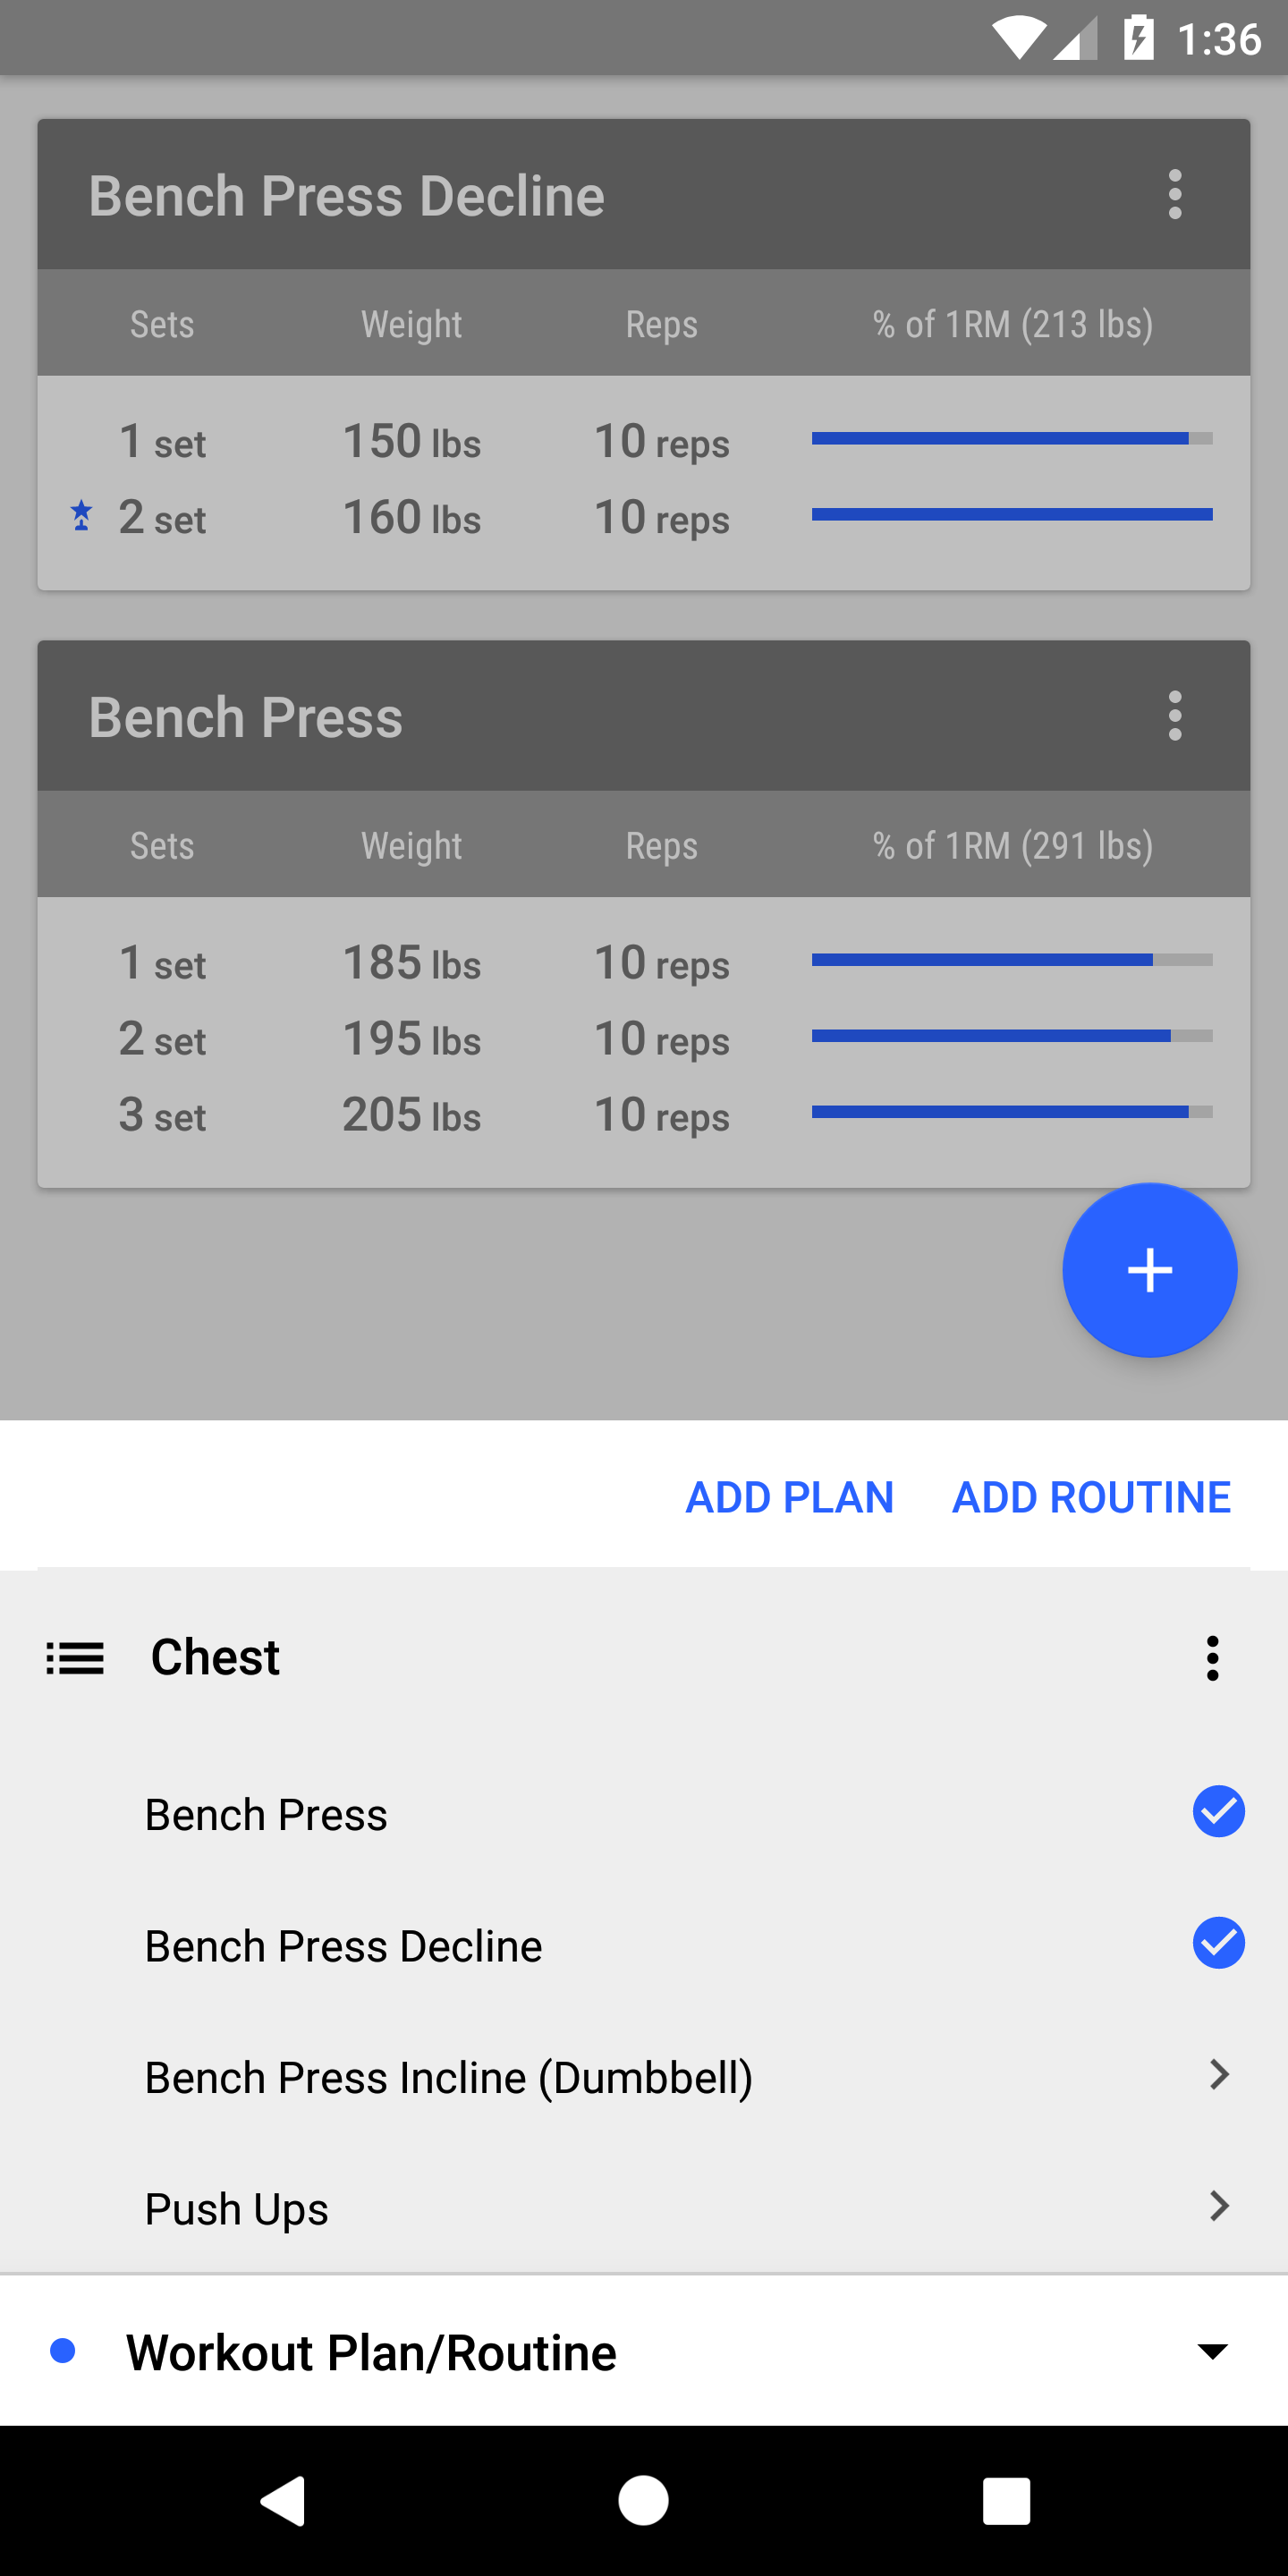 1:36
Bench Press Decline
Sets Weight Reps % of 1RM (213 lbs)
1 set 150 lbs 10 reps
2 set 160 lbs 10 reps
Bench Press
Sets Weight Reps % of 1RM (291 lbs)
1 set 185 lbs 10 reps
2 set 195 lbs 10 reps
3 set 205 lbs 10 reps
ADD PLAN ADD ROUTINE
Chest
Bench Press
Bench Press Decline
Bench Press Incline (Dumbbell)
Push Ups
Workout Plan/Routine